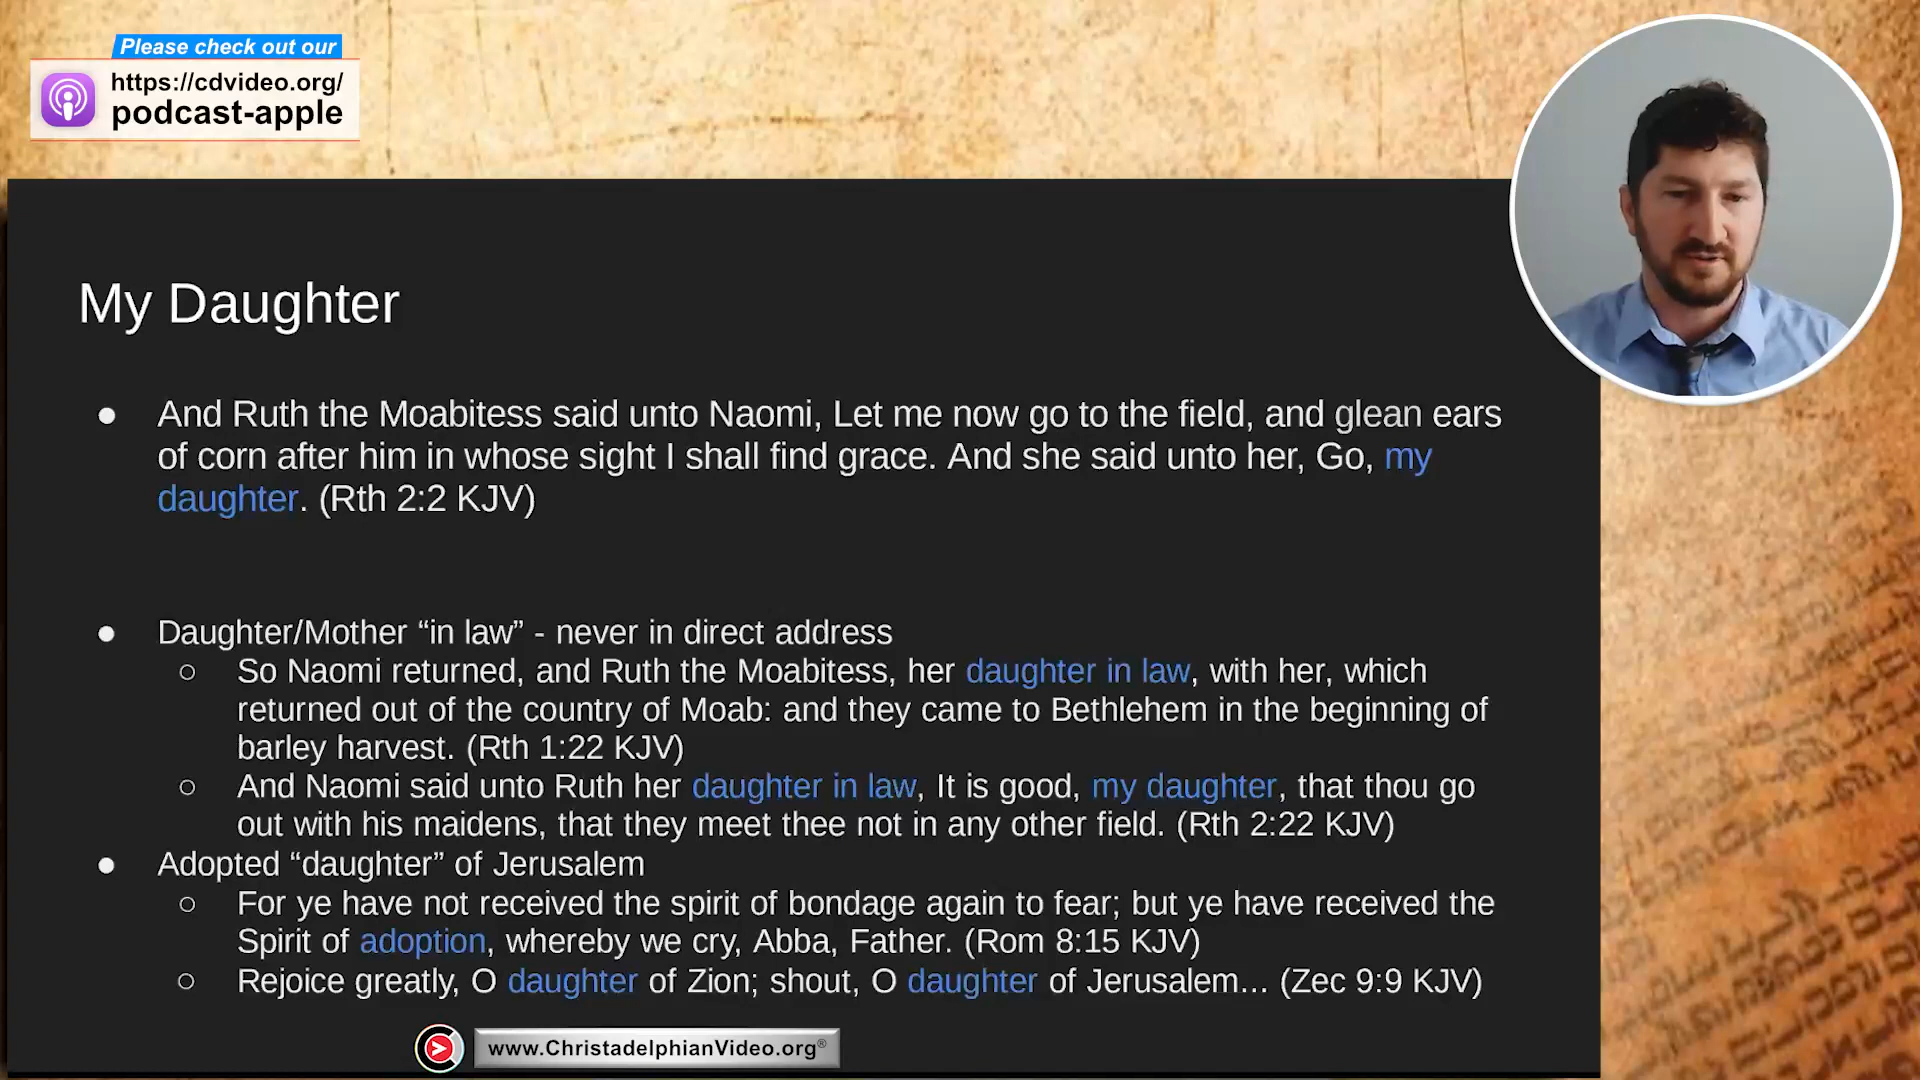 Please check out our
https://cdvideo.org/
podcast-apple
My Daughter
● And Ruth the Moabitess said unto Naomi, Let me now go to the field, and glean ears
of corn after him in whose sight I shall find grace. And she said unto her, Go, my
daughter. (Rth 2:2 KJV)
● Daughter/Mother “in law” - never in direct address
○ So Naomi returned, and Ruth the Moabitess, her daughter in law, with her, which
returned out of the country of Moab: and they came to Bethlehem in the beginning of
barley harvest. (Rth 1:22 KJV)
○ And Naomi said unto Ruth her daughter in law, It is good, my daughter, that thou go
out with his maidens, that they meet thee not in any other field. (Rth 2:22 KJV)
● Adopted “daughter” of Jerusalem
○ For ye have not received the spirit of bondage again to fear; but ye have received the
Spirit of adoption, whereby we cry, Abba, Father. (Rom 8:15 KJV)
○ Rejoice greatly, O daughter of Zion; shout, O daughter of Jerusalem... (Zec 9:9 KJV)
www.ChristadelphianVideo.org®